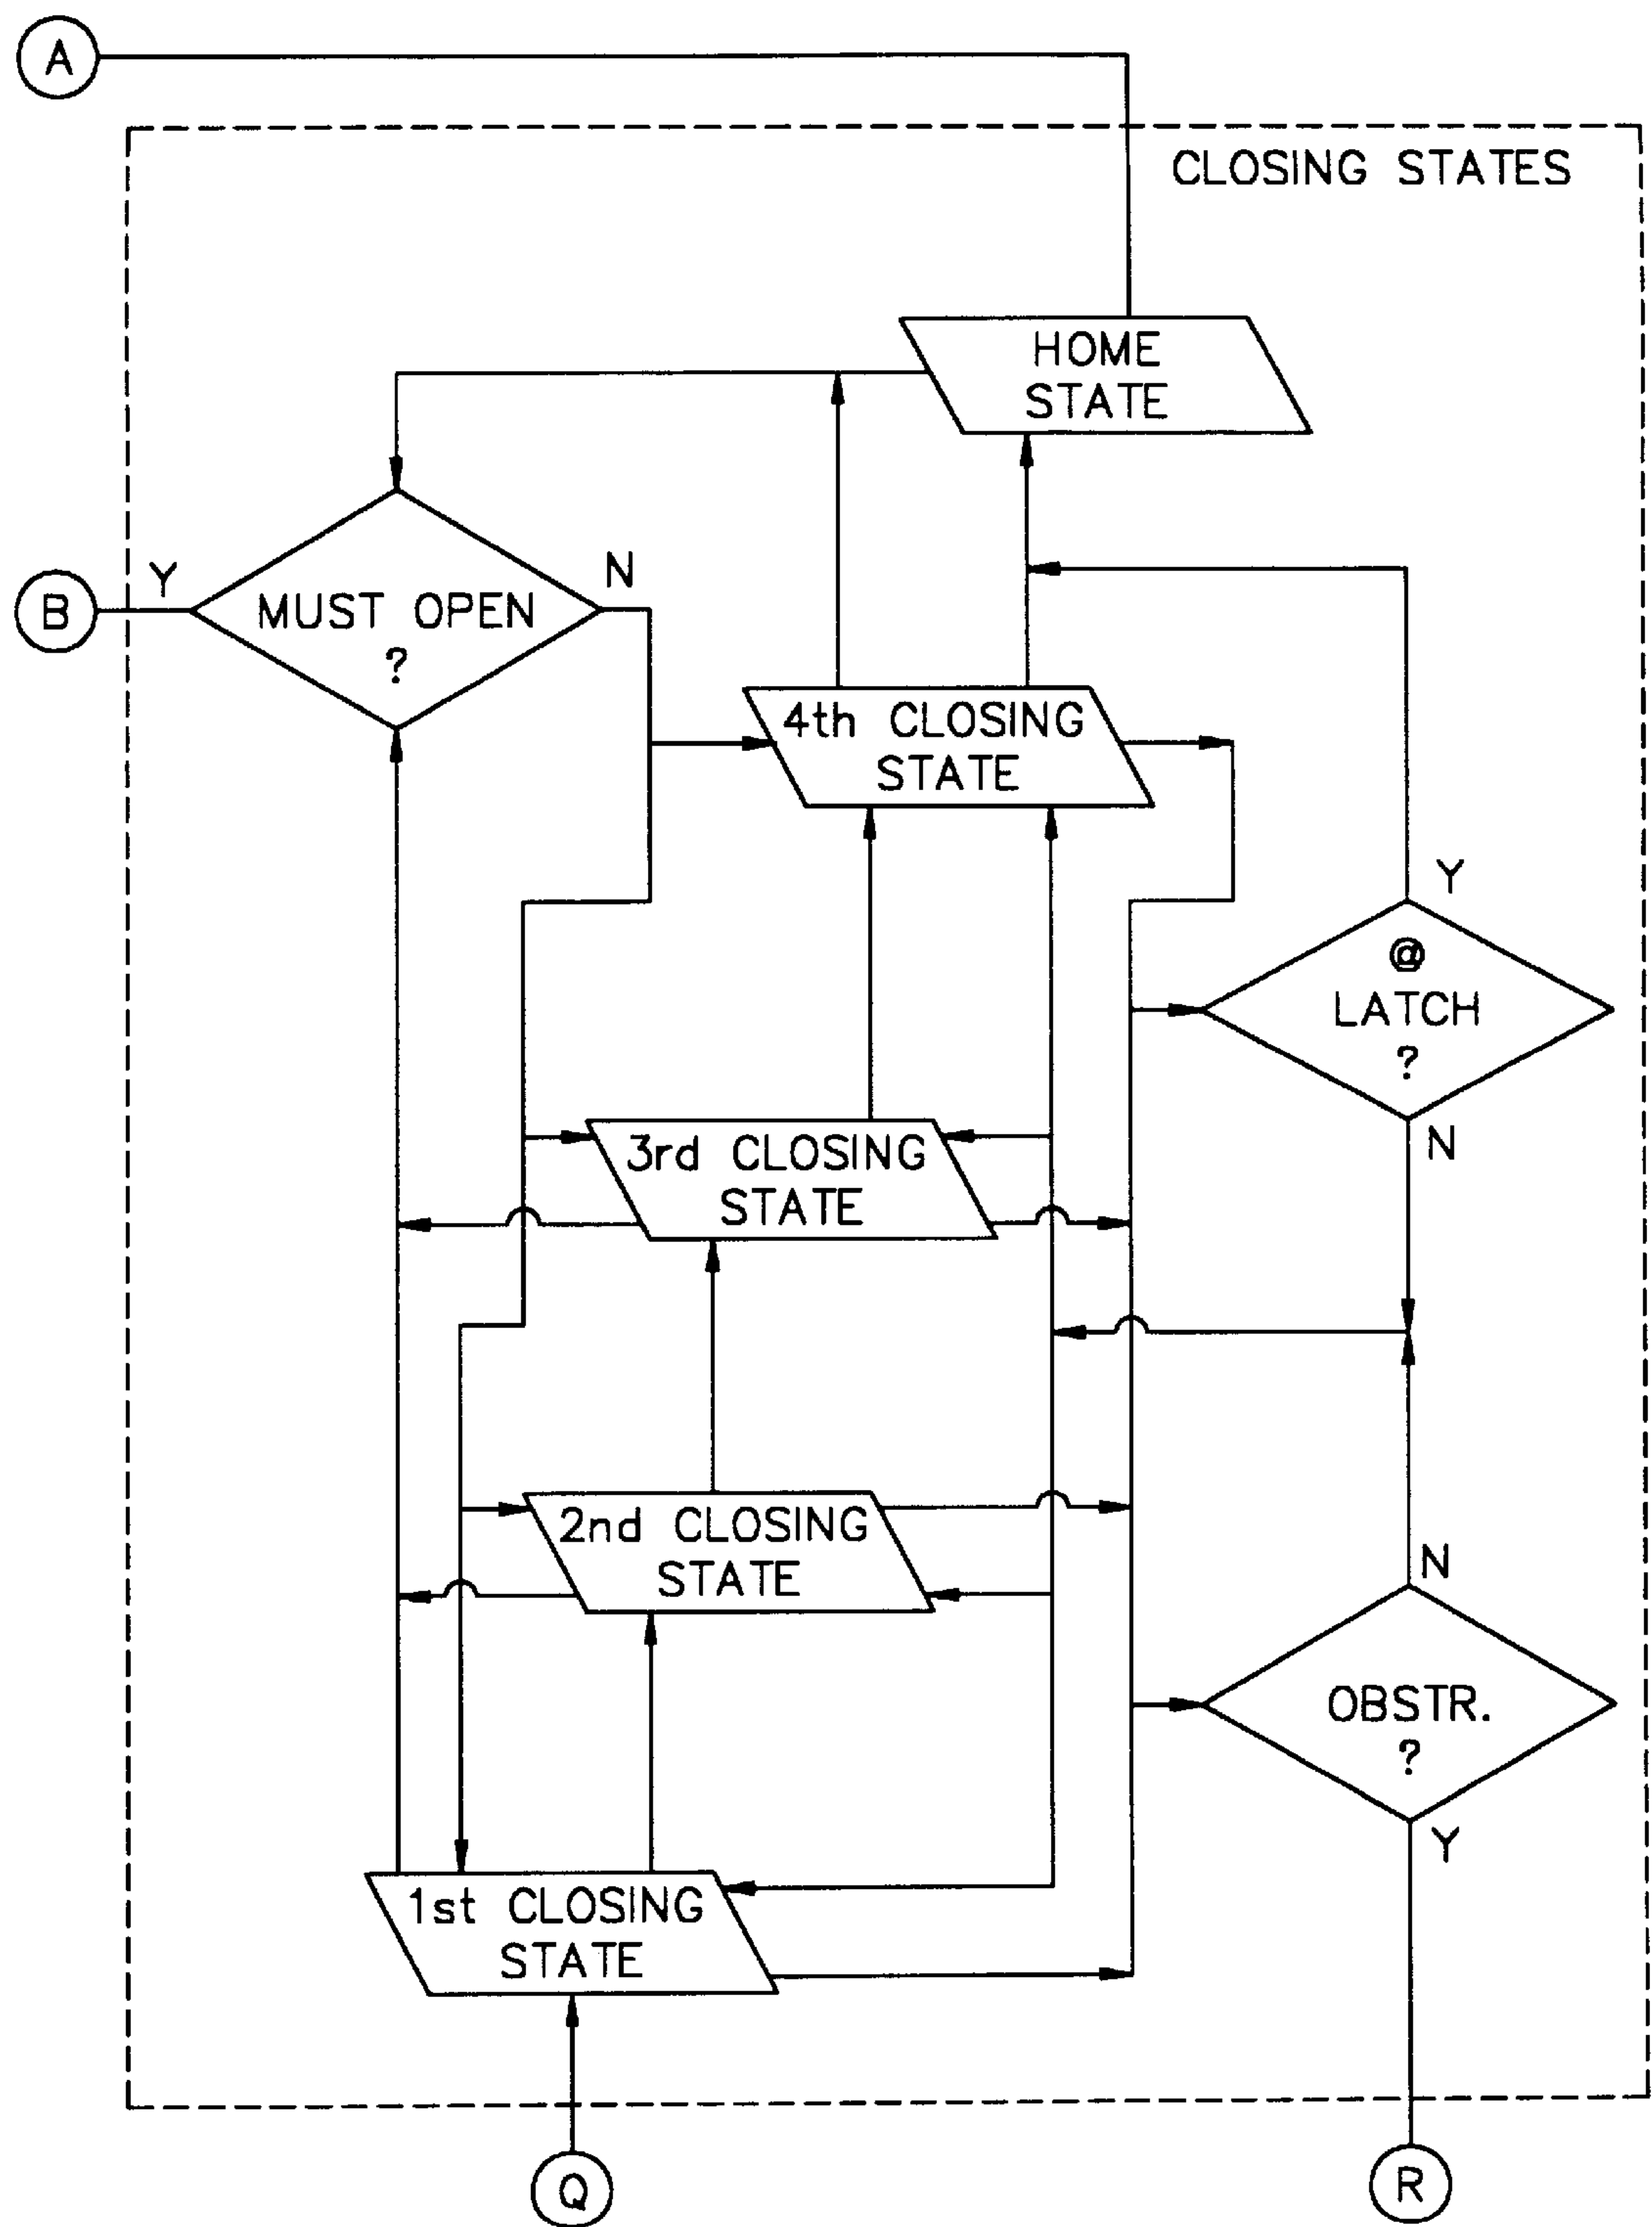 A
CLOSING STATES
HOME
STATE
Y
N
B
MUST OPEN
?
4th CLOSING
STATE
Y
@
LATCH
?
N
3rd CLOSING
STATE
2nd CLOSING
STATE
N
OBSTR.
?
Y
1st CLOSING
STATE
Q
R